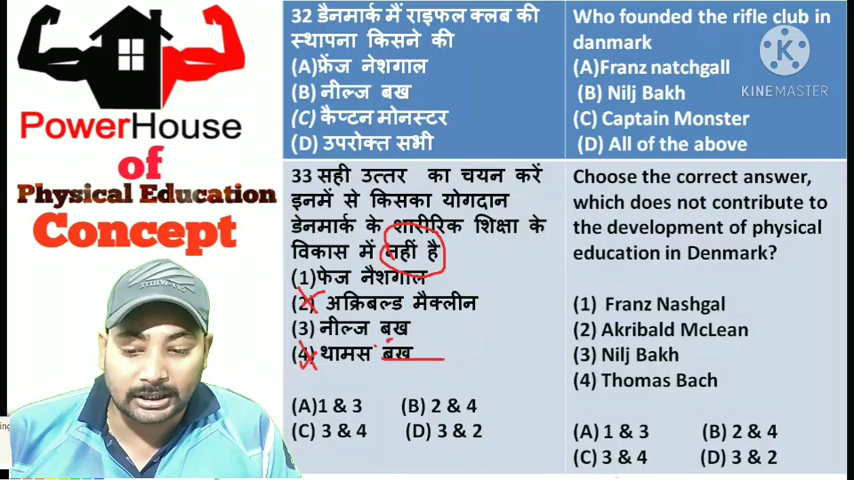 PowerHouse
of
Physical Education
Concept
32 डैनमार्क मैं राइफल क्लब की
स्थापना किसने की
(A)फ्रेंज नेशगाल
(B) नील्ज बख
(C) कैप्टन मोनस्टर
(D) उपरोक्त सभी
Who founded the rifle club in
danmark
(A)Franz natchgall
(B) Nilj Bakh
(C) Captain Monster
(D) All of the above
KINEMASTER
33 सही उत्तर का चयन करें
इनमें से किसका योगदान
डेनमार्क के शारीरिक शिक्षा के
विकास में नहीं है
(1)फेज नैशगाल
(2) अक्रिबल्ड मैक्लीन
(3) नील्ज बख
(4) थामस बख
(A)1 & 3 (B) 2 & 4
(C) 3 & 4 (D) 3 & 2
Choose the correct answer,
which does not contribute to
the development of physical
education in Denmark?
(1) Franz Nashgal
(2) Akribald McLean
(3) Nilj Bakh
(4) Thomas Bach
(A) 1 & 3 (B) 2 & 4
(C) 3 & 4 (D) 3 & 2